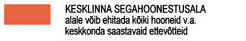 KESKLINNA SEGAHOONESTUSALA
alale võib ehitada kõiki hooneid v.a.
keskkonda saastavaid ettevõtteid